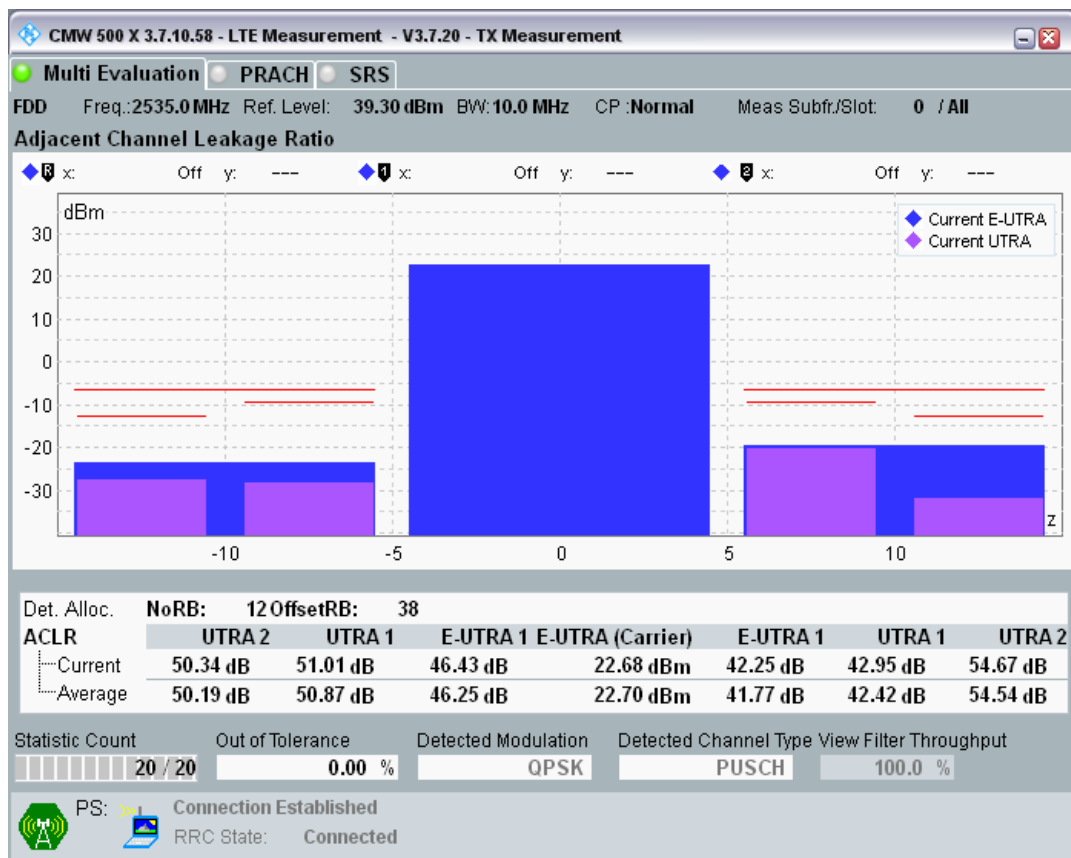 CMW 500 X 3.7.10.58 - LTE Measurement - V3.7.20 - TX Measurement
Multi Evaluation PRACH SRS
FDD Freq.:2535.0 MHz Ref. Level: 39.30 dBm BW:10.0 MHz CP :Normal Meas Subfr./Slot: 0 / All
Adjacent Channel Leakage Ratio
R x: Off y: --- 1 x: Off y: --- 2 x: Off y: ---
dBm
Current E-UTRA
Current UTRA
30
20
10
0
-10
-20
-30
z
-10 -5 0 5 10
Det. Alloc. NoRB: 12 OffsetRB: 38
ACLR UTRA 2 UTRA 1 E-UTRA 1 E-UTRA (Carrier) E-UTRA 1 UTRA 1 UTRA 2
Current 50.34 dB 51.01 dB 46.43 dB 22.68 dBm 42.25 dB 42.95 dB 54.67 dB
Average 50.19 dB 50.87 dB 46.25 dB 22.70 dBm 41.77 dB 42.42 dB 54.54 dB
Statistic Count Out of Tolerance Detected Modulation Detected Channel Type View Filter Throughput
20 / 20 0.00 % QPSK PUSCH 100.0 %
PS: Connection Established
RRC State: Connected